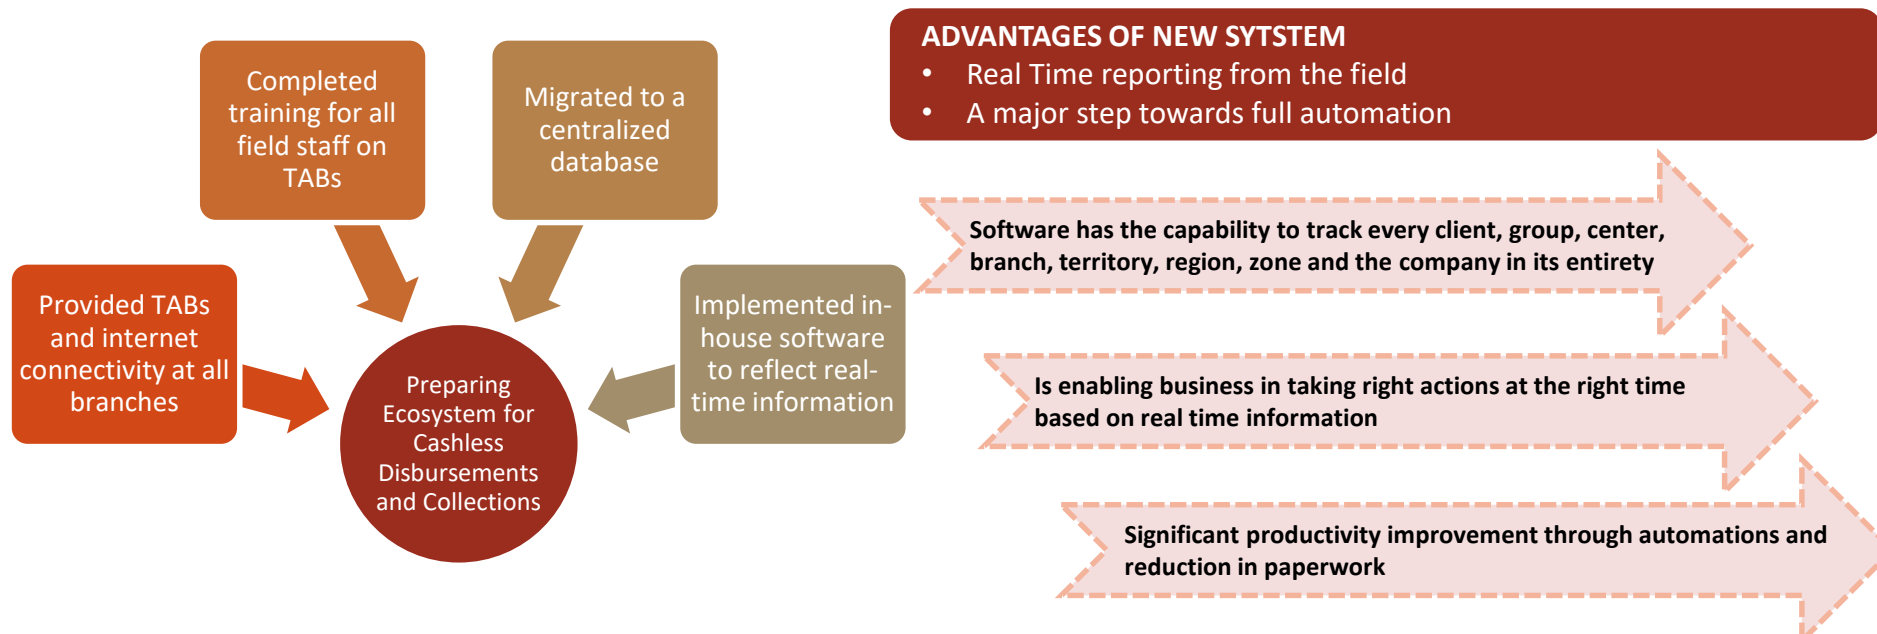 Completed
training for all
field staff on
TABs
Migrated to a
centralized
database
Provided TABs
and internet
connectivity at all
branches
Implemented in-
house software
to reflect real-
time information
Preparing
Ecosystem for
Cashless
Disbursements
and Collections
ADVANTAGES OF NEW SYTSTEM
• Real Time reporting from the field
• A major step towards full automation
Software has the capability to track every client, group, center,
branch, territory, region, zone and the company in its entirety
Is enabling business in taking right actions at the right time
based on real time information
Significant productivity improvement through automations and
reduction in paperwork